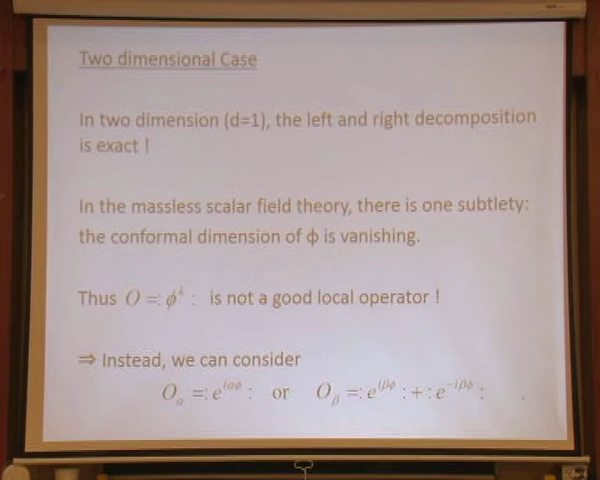 Two dimensional Case
In two dimension (d=1), the left and right decomposition
is exact !
In the massless scalar field theory, there is one subtlety:
the conformal dimension of ϕ is vanishing.
Thus O =: ϕ^k : is not a good local operator !
⇒ Instead, we can consider
O_α =: e^{iαϕ} : or O_β =: e^{iβϕ} : + : e^{-iβϕ} :